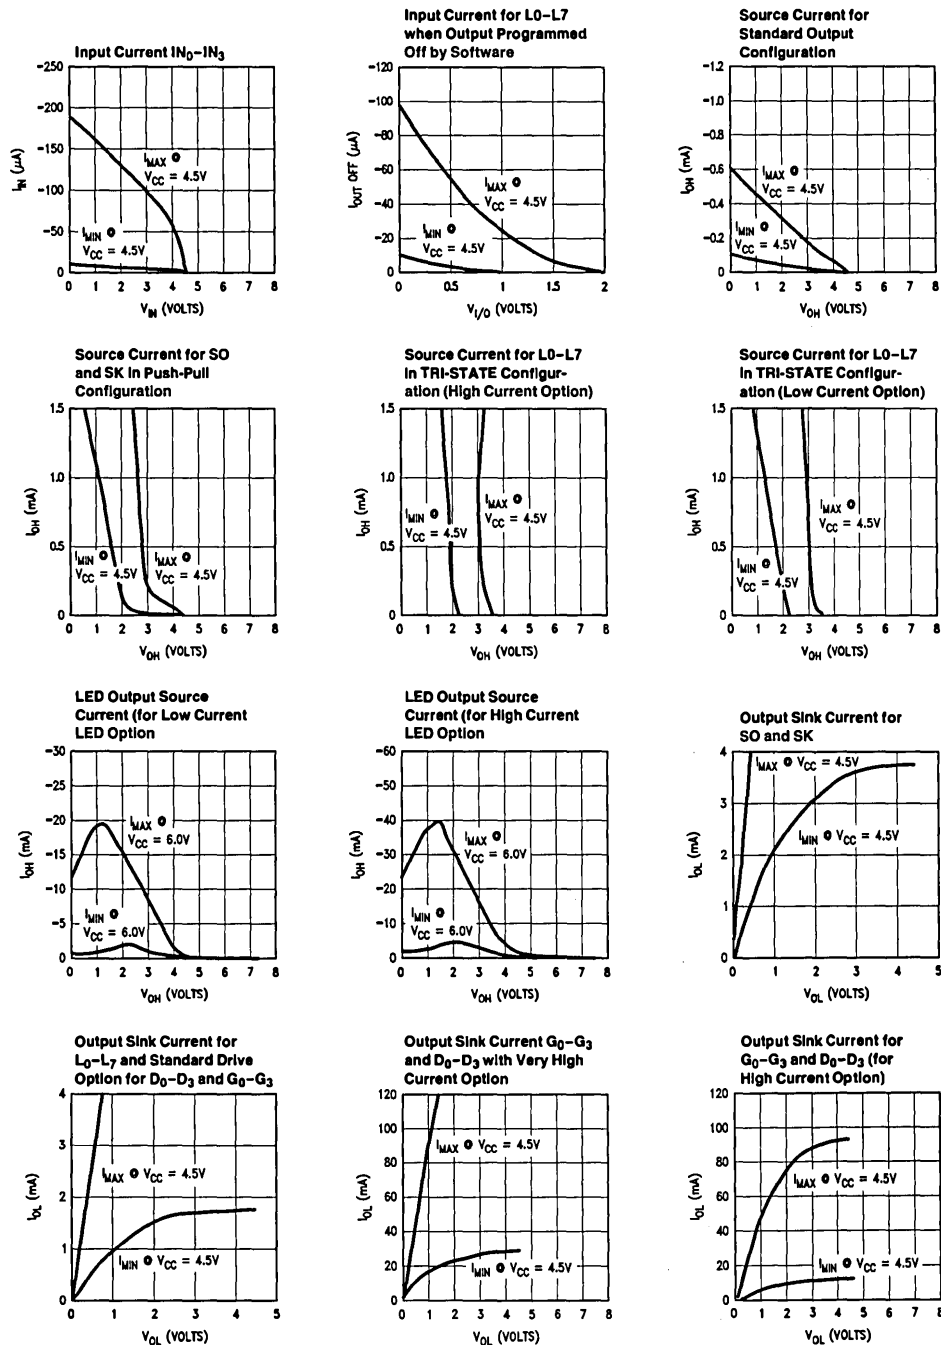 Input Current IN0–IN3
-250
-200
-150
-100
-50
0
IIN (μA)
IMAX @
VCC = 4.5V
IMIN @
VCC = 4.5V
0 1 2 3 4 5 6 7 8
VIN (VOLTS)
Input Current for L0–L7
when Output Programmed
Off by Software
-120
-100
-80
-60
-40
-20
0
IOUT OFF (μA)
IMAX @
VCC = 4.5V
IMIN @
VCC = 4.5V
0.5 1 1.5 2
VI/O (VOLTS)
Source Current for
Standard Output
Configuration
-1.2
-1.0
-0.8
-0.6
-0.4
-0.2
0
IOH (mA)
IMAX @
VCC = 4.5V
IMIN @
VCC = 4.5V
0 1 2 3 4 5 6 7 8
VOH (VOLTS)
Source Current for SO
and SK in Push-Pull
Configuration
1.5
1.0
0.5
0
IOH (mA)
IMIN @
VCC = 4.5V
IMAX @
VCC = 4.5V
0 1 2 3 4 5 6 7 8
VOH (VOLTS)
Source Current for L0–L7
in TRI-STATE Configur-
ation (High Current Option)
1.5
1.0
0.5
0
IOH (mA)
IMIN @
VCC = 4.5V
IMAX @
VCC = 4.5V
0 1 2 3 4 5 6 7 8
VOH (VOLTS)
Source Current for L0–L7
in TRI-STATE Configur-
ation (Low Current Option)
1.5
1.0
0.5
0
IOH (mA)
IMAX @
VCC = 4.5V
IMIN @
VCC = 4.5V
0 1 2 3 4 5 6 7 8
VOH (VOLTS)
LED Output Source
Current (for Low Current
LED Option
-30
-25
-20
-15
-10
-5
0
IOH (mA)
IMAX @
VCC = 6.0V
IMIN @
VCC = 6.0V
0 1 2 3 4 5 6 7 8
VOH (VOLTS)
LED Output Source
Current (for High Current
LED Option
-60
-50
-40
-30
-20
-10
0
IOH (mA)
IMAX @
VCC = 6.0V
IMIN @
VCC = 6.0V
0 1 2 3 4 5 6 7 8
VOH (VOLTS)
Output Sink Current for
SO and SK
4
3
2
1
0
IOL (mA)
IMAX @ VCC = 4.5V
IMIN @ VCC = 4.5V
0 1 2 3 4 5
VOL (VOLTS)
Output Sink Current for
L0–L7 and Standard Drive
Option for D0–D3 and G0–G3
4
3
2
1
0
IOL (mA)
IMAX @ VCC = 4.5V
IMIN @ VCC = 4.5V
0 1 2 3 4 5
VOL (VOLTS)
Output Sink Current G0–G3
and D0–D3 with Very High
Current Option
120
100
80
60
40
20
0
IOL (mA)
IMAX @ VCC = 4.5V
IMIN @ VCC = 4.5V
0 1 2 3 4 5 6 7 8
VOL (VOLTS)
Output Sink Current for
G0–G3 and D0–D3 (for
High Current Option)
120
100
80
60
40
20
0
IOL (mA)
IMAX @ VCC = 4.5V
IMIN @ VCC = 4.5V
0 1 2 3 4 5 6 7 8
VOL (VOLTS)